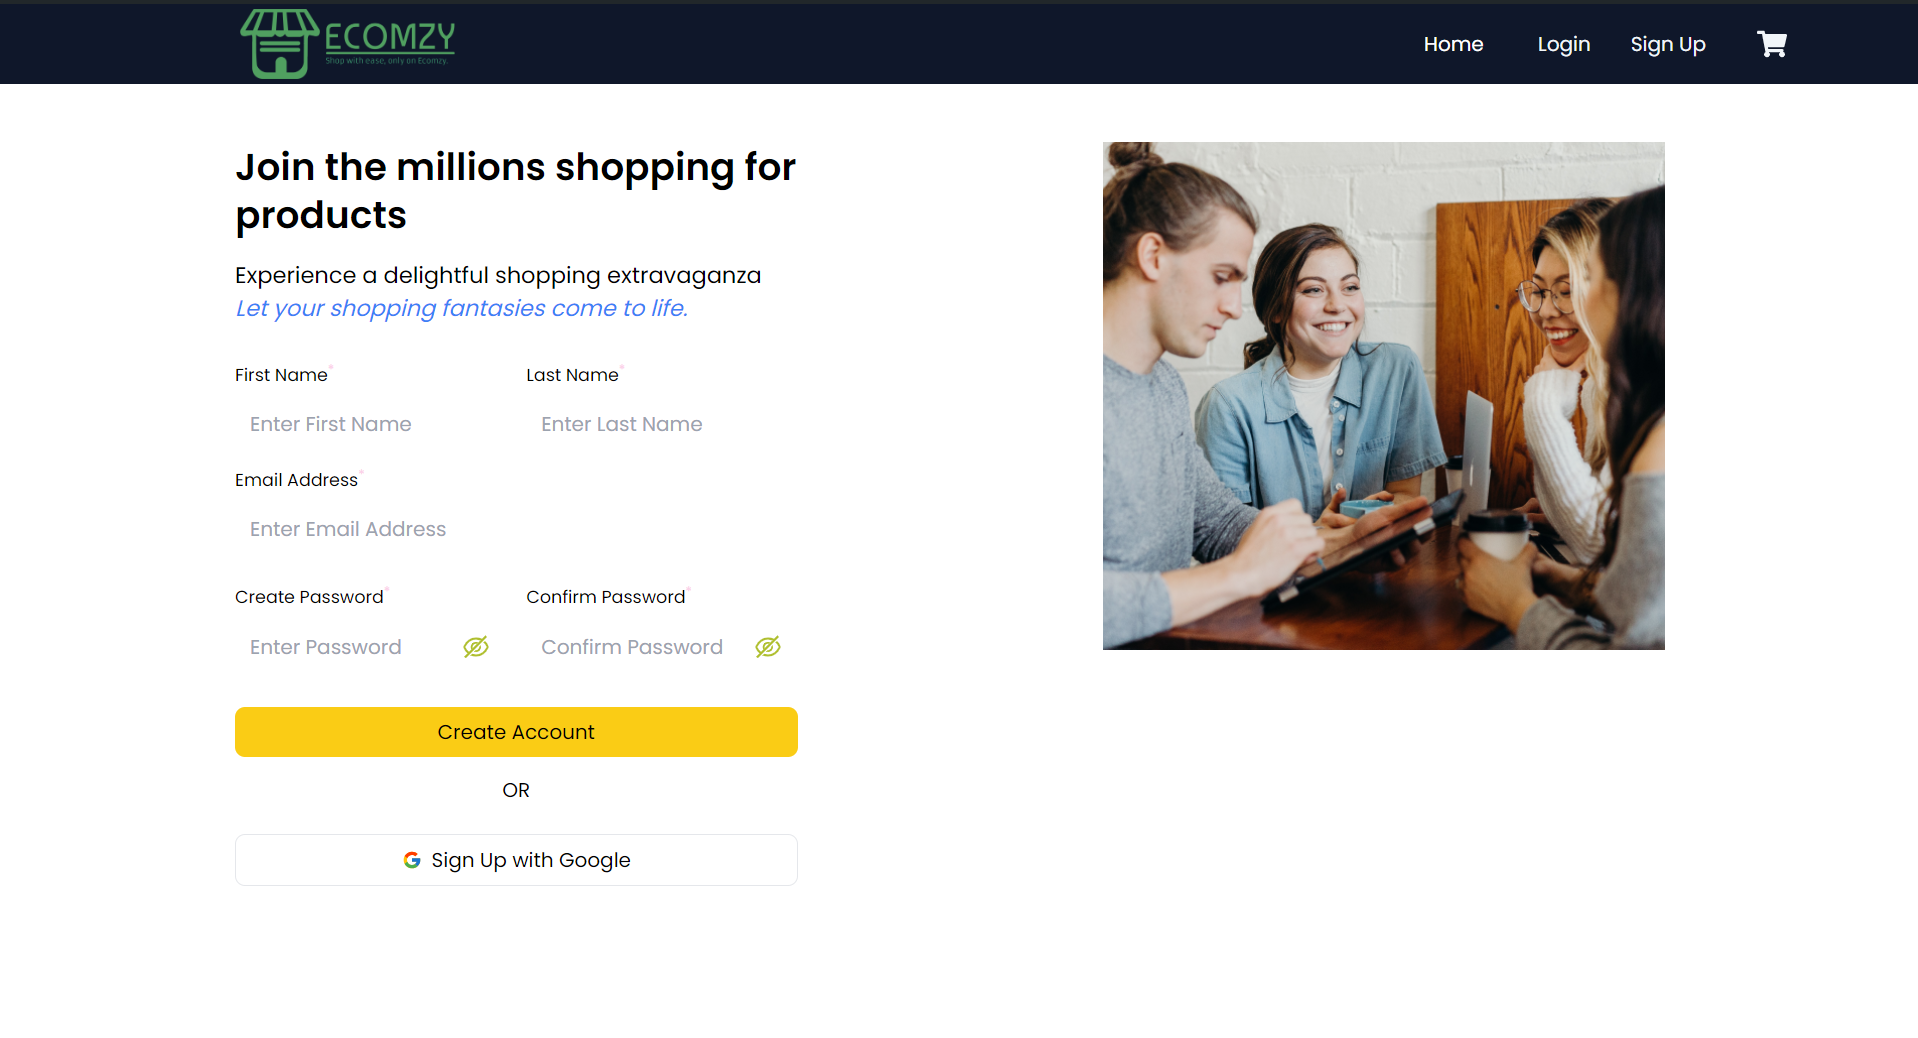 ECOMZY
Shop with ease, only on Ecomzy.
Home
Login
Sign Up
Join the millions shopping for
products
Experience a delightful shopping extravaganza
Let your shopping fantasies come to life.
First Name*
Last Name*
Enter First Name
Enter Last Name
Email Address*
Enter Email Address
Create Password*
Confirm Password*
Enter Password
Confirm Password
Create Account
OR
Sign Up with Google